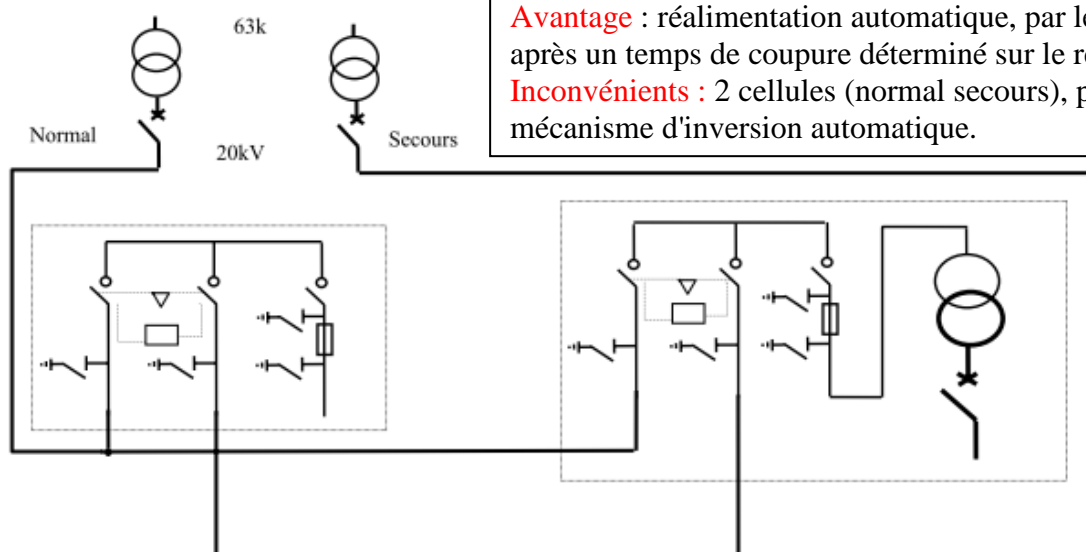 63k
Avantage : réalimentation automatique, par le
après un temps de coupure déterminé sur le r
Inconvénients : 2 cellules (normal secours), p
mécanisme d'inversion automatique.
Normal
Secours
20kV